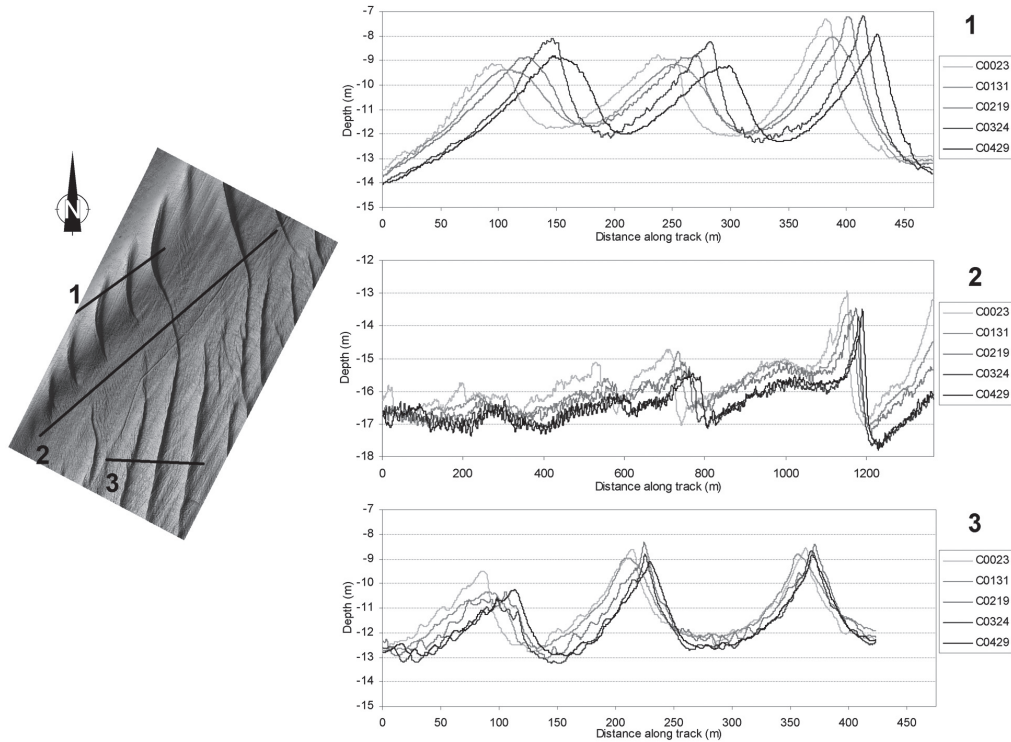 N
1
2
3
1
Depth (m)
-7
-8
-9
-10
-11
-12
-13
-14
-15
0 50 100 150 200 250 300 350 400 450
Distance along track (m)
C0023
C0131
C0219
C0324
C0429
2
Depth (m)
-12
-13
-14
-15
-16
-17
-18
0 200 400 600 800 1000 1200
Distance along track (m)
C0023
C0131
C0219
C0324
C0429
3
Depth (m)
-7
-8
-9
-10
-11
-12
-13
-14
-15
0 50 100 150 200 250 300 350 400 450
Distance along track (m)
C0023
C0131
C0219
C0324
C0429